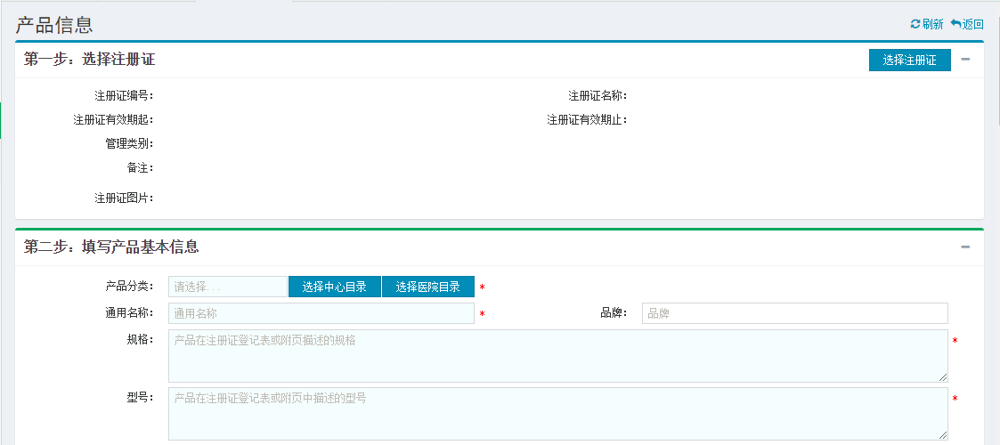 产品信息 刷新 返回
第一步：选择注册证 选择注册证
注册证编号： 注册证名称：
注册证有效期起： 注册证有效期止：
管理类别：
备注：
注册证图片：
第二步：填写产品基本信息
产品分类： 请选择... 选择中心目录 选择医院目录 *
通用名称： 通用名称 * 品牌： 品牌
规格： 产品在注册证登记表或附页描述的规格 *
型号： 产品在注册证登记表或附页中描述的型号 *